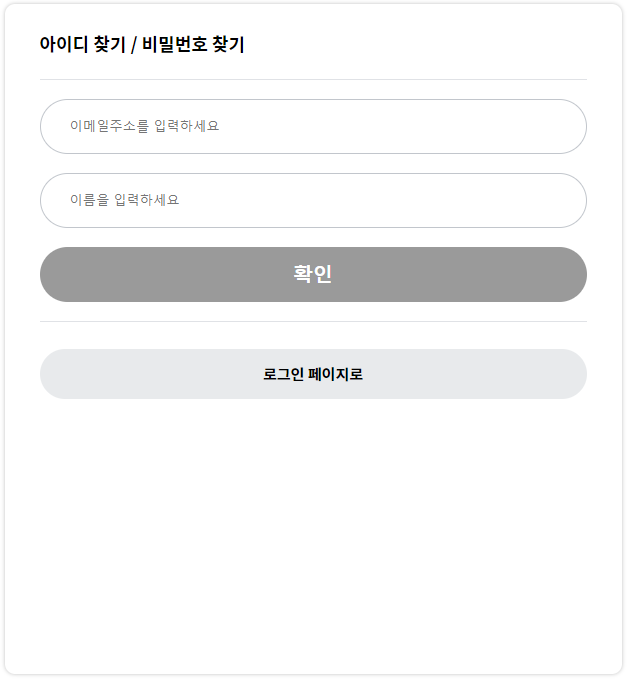 아이디 찾기 / 비밀번호 찾기
이메일주소를 입력하세요
이름을 입력하세요
확인
로그인 페이지로